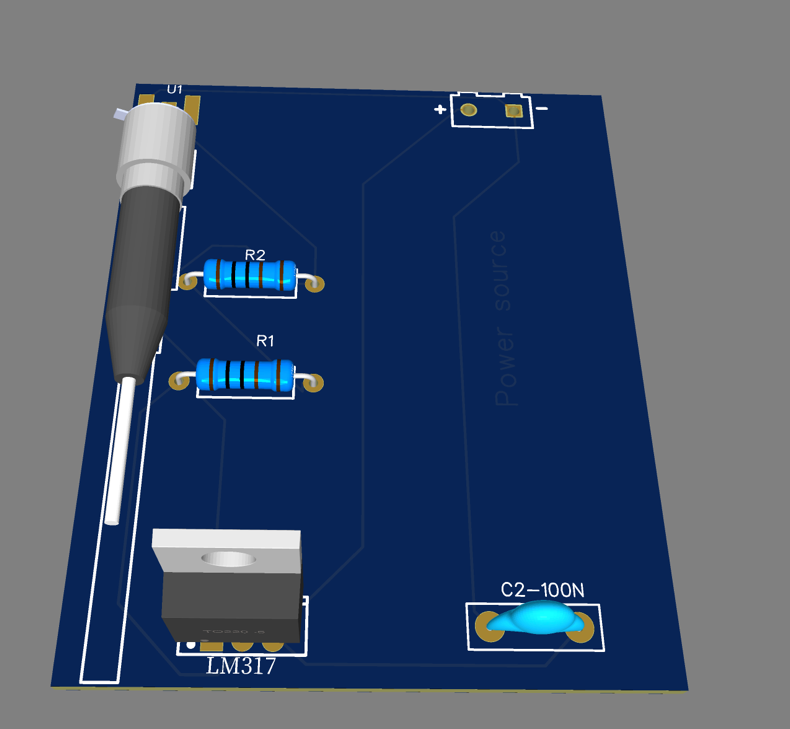 U1
+ −
R2
Power source
R1
C2-100N
LM317